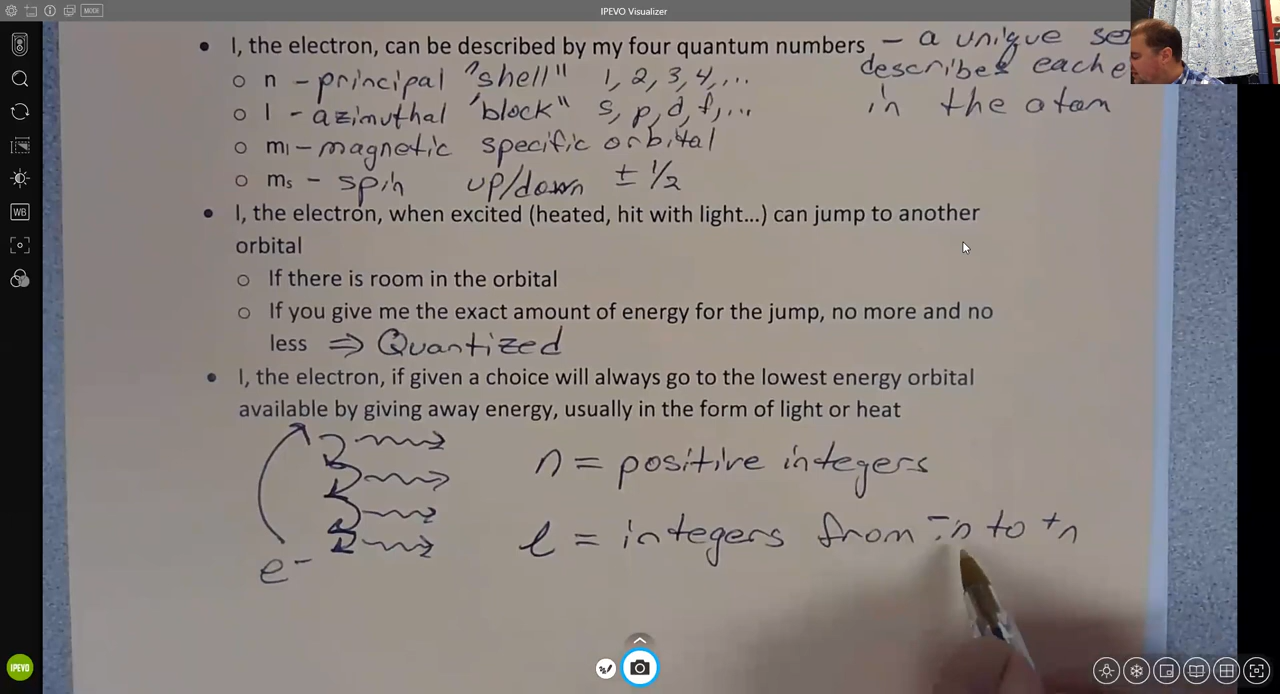 IPEVO Visualizer
MODE
• I, the electron, can be described by my four quantum numbers – a unique se
describes each e
in the atom
○ n – principal "shell" 1, 2, 3, 4, ...
○ l – azimuthal "block" s, p, d, f, ...
○ ml – magnetic specific orbital
○ ms – spin up/down ± 1/2
• I, the electron, when excited (heated, hit with light...) can jump to another
orbital
○ If there is room in the orbital
○ If you give me the exact amount of energy for the jump, no more and no
less ⇒ Quantized
• I, the electron, if given a choice will always go to the lowest energy orbital
available by giving away energy, usually in the form of light or heat
n = positive integers
l = integers from -n to +n
e-
WB
IPEVO